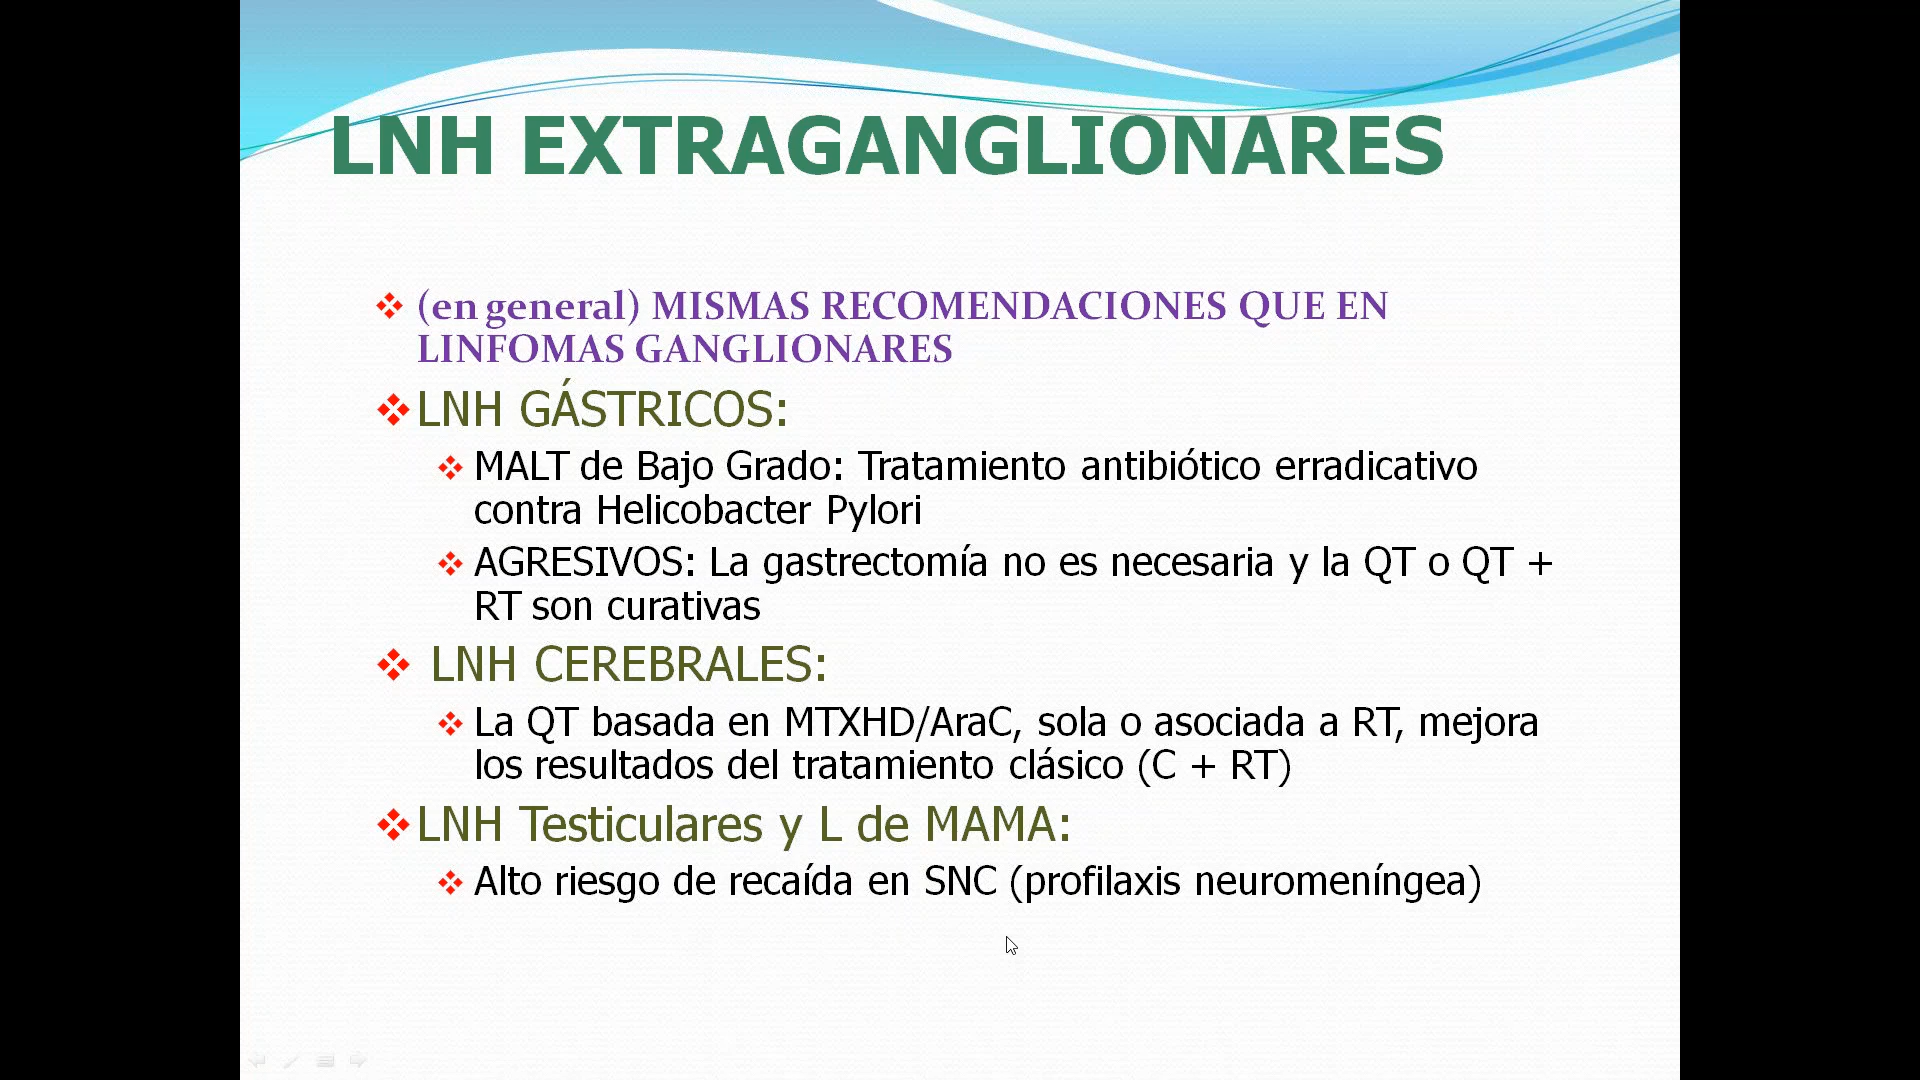 LNH EXTRAGANGLIONARES
(en general) MISMAS RECOMENDACIONES QUE EN
LINFOMAS GANGLIONARES
LNH GÁSTRICOS:
MALT de Bajo Grado: Tratamiento antibiótico erradicativo
contra Helicobacter Pylori
AGRESIVOS: La gastrectomía no es necesaria y la QT o QT +
RT son curativas
LNH CEREBRALES:
La QT basada en MTXHD/AraC, sola o asociada a RT, mejora
los resultados del tratamiento clásico (C + RT)
LNH Testiculares y L de MAMA:
Alto riesgo de recaída en SNC (profilaxis neuromeníngea)